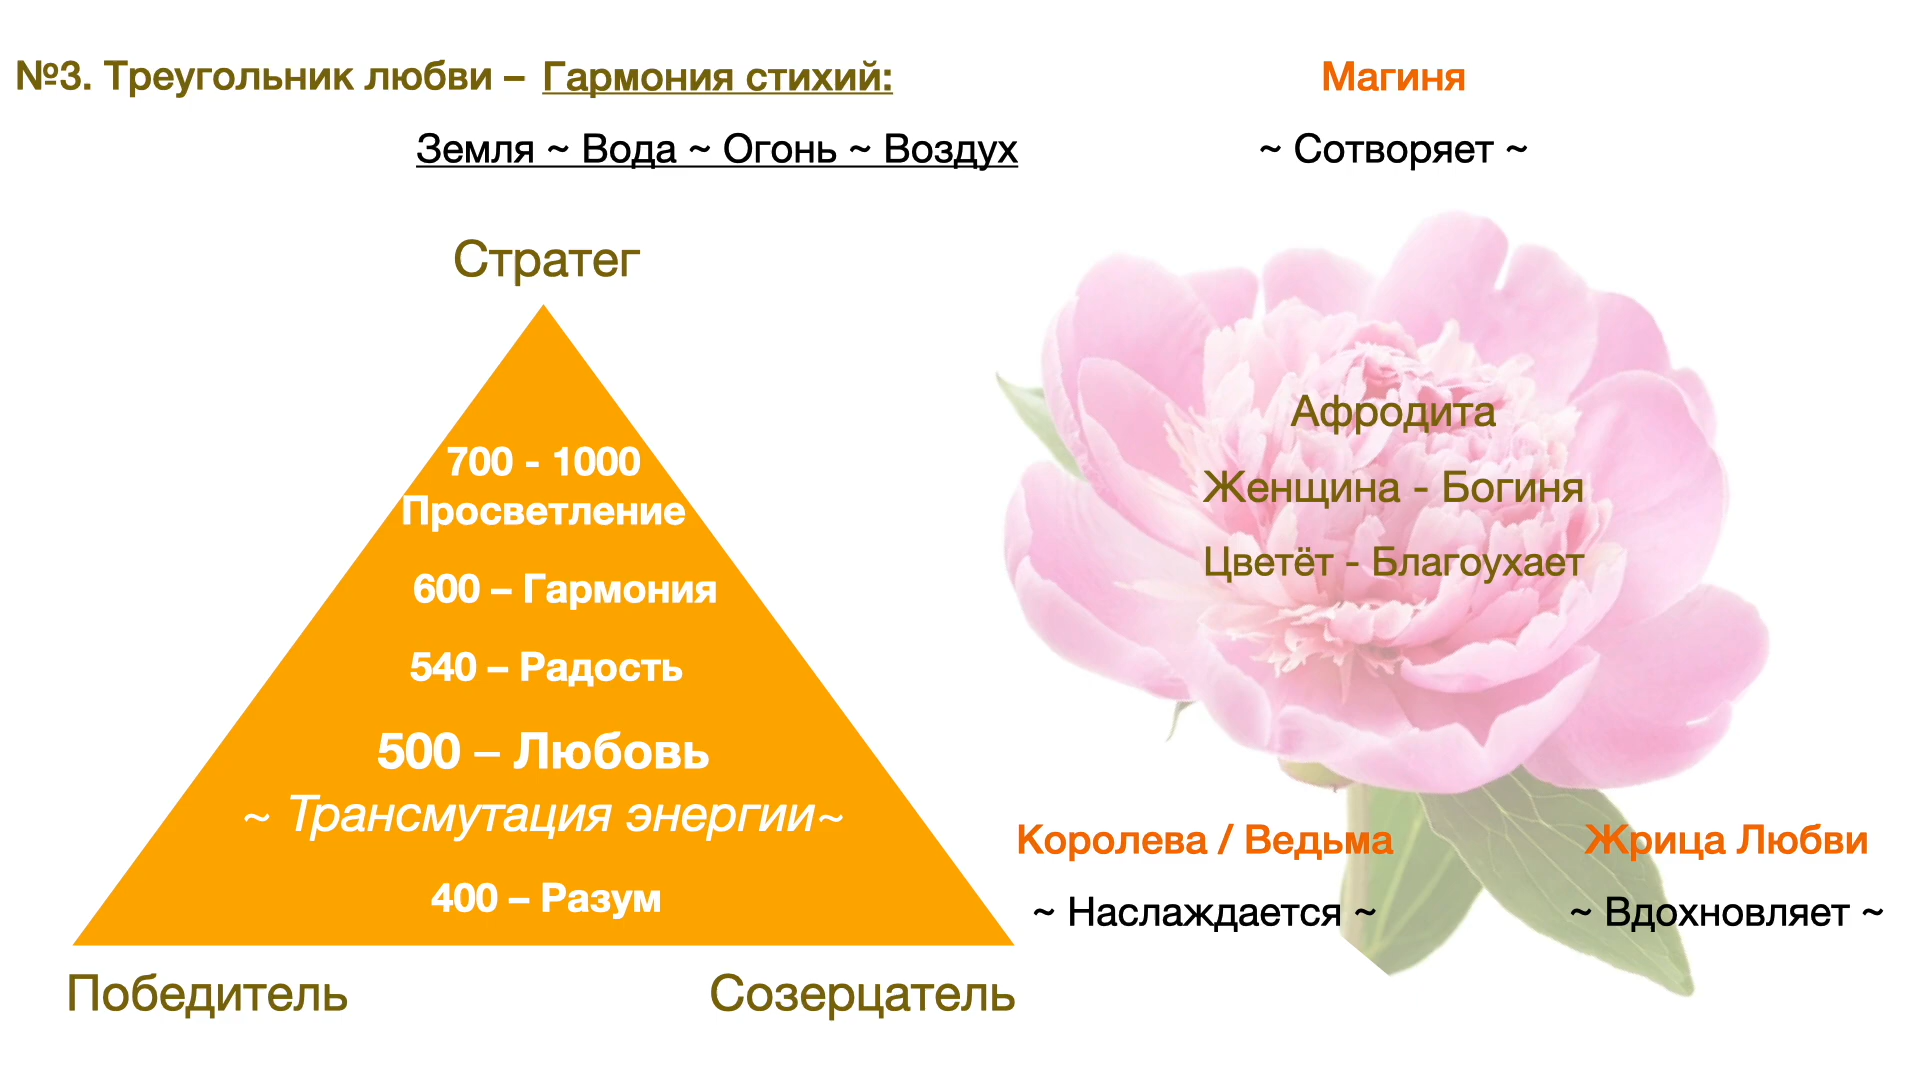 №3. Треугольник любви – Гармония стихий:
Земля ~ Вода ~ Огонь ~ Воздух
Магиня
~ Сотворяет ~
Стратег
700 - 1000
Просветление
600 – Гармония
540 – Радость
500 – Любовь
~ Трансмутация энергии~
400 – Разум
Победитель
Созерцатель
Афродита
Женщина - Богиня
Цветёт - Благоухает
Королева / Ведьма
~ Наслаждается ~
Жрица Любви
~ Вдохновляет ~